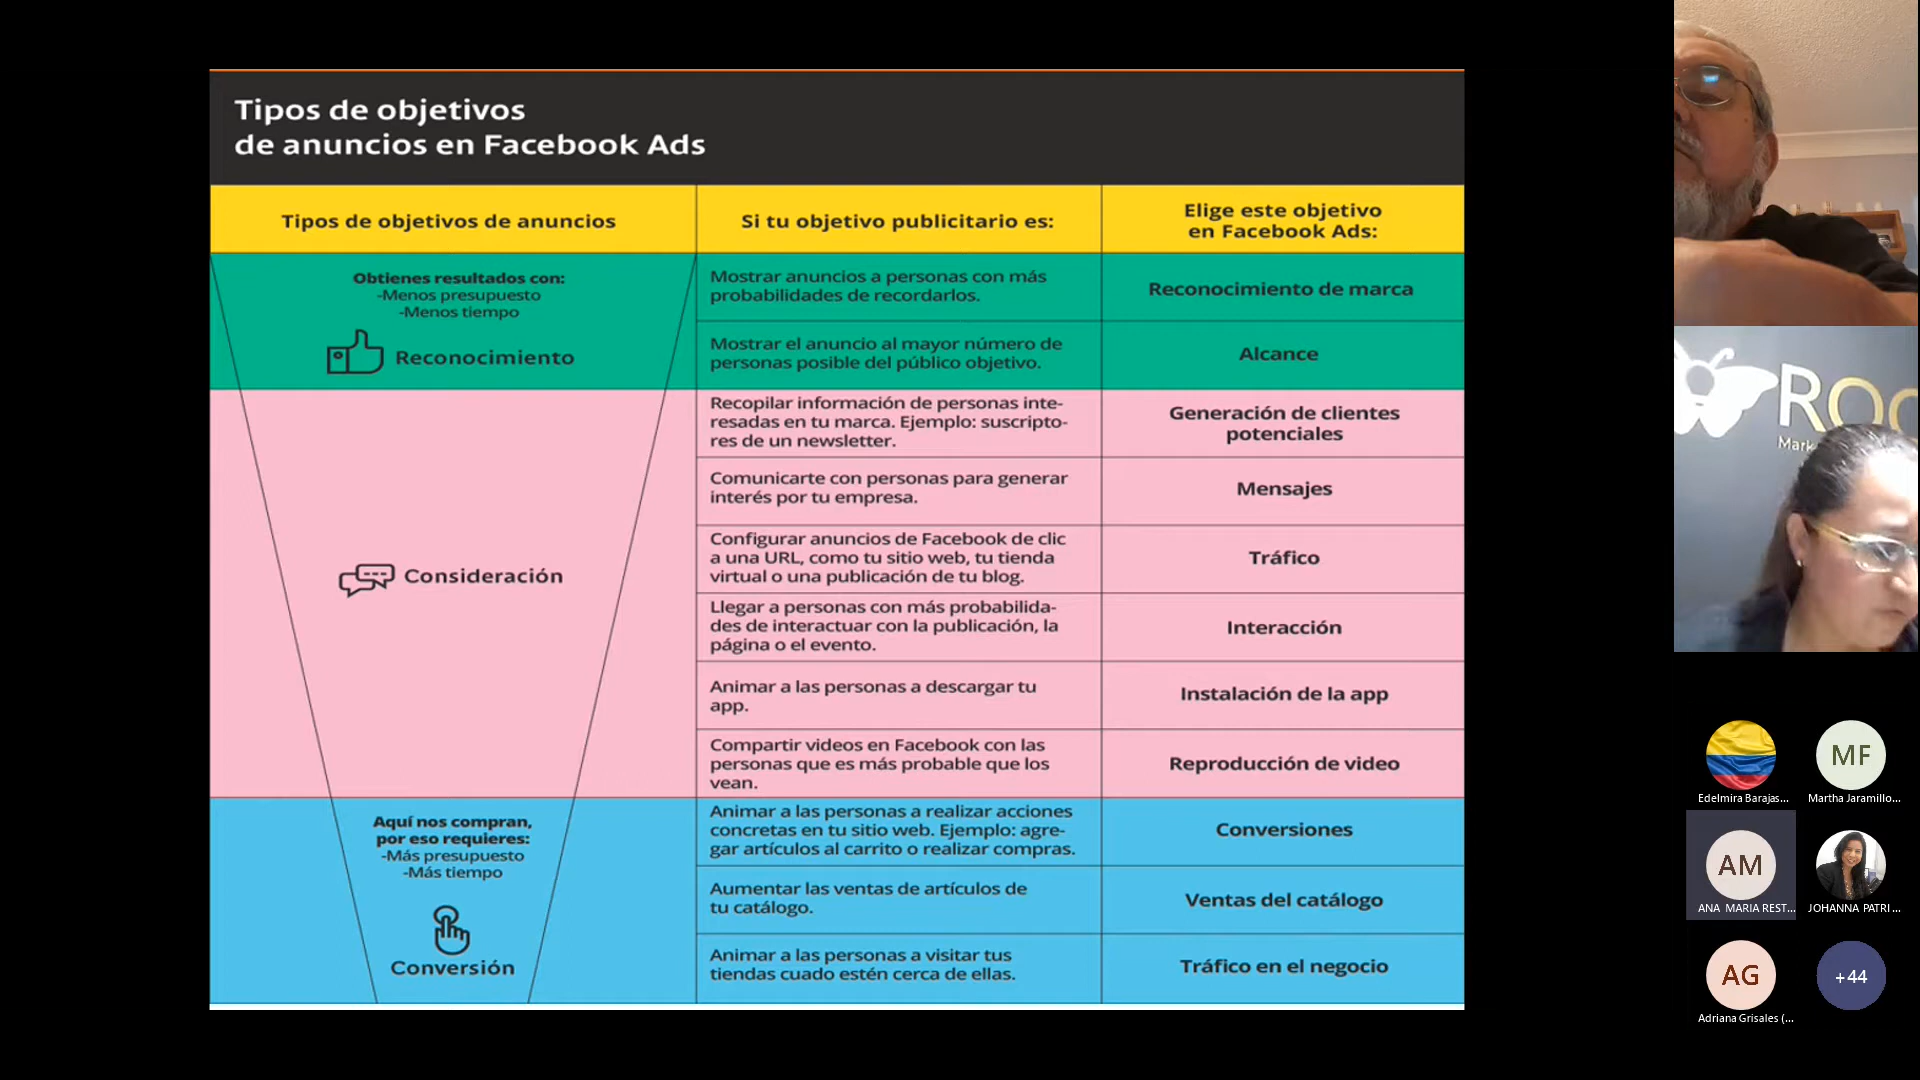 Tipos de objetivos
de anuncios en Facebook Ads
Tipos de objetivos de anuncios
Si tu objetivo publicitario es:
Elige este objetivo
en Facebook Ads:
Obtienes resultados con:
-Menos presupuesto
-Menos tiempo
Reconocimiento
Mostrar anuncios a personas con más
probabilidades de recordarlos.
Reconocimiento de marca
Mostrar el anuncio al mayor número de
personas posible del público objetivo.
Alcance
Consideración
Recopilar información de personas inte-
resadas en tu marca. Ejemplo: suscripto-
res de un newsletter.
Generación de clientes
potenciales
Comunicarte con personas para generar
interés por tu empresa.
Mensajes
Configurar anuncios de Facebook de clic
a una URL, como tu sitio web, tu tienda
virtual o una publicación de tu blog.
Tráfico
Llegar a personas con más probabilida-
des de interactuar con la publicación, la
página o el evento.
Interacción
Animar a las personas a descargar tu
app.
Instalación de la app
Compartir videos en Facebook con las
personas que es más probable que los
vean.
Reproducción de video
Aquí nos compran,
por eso requieres:
-Más presupuesto
-Más tiempo
Conversión
Animar a las personas a realizar acciones
concretas en tu sitio web. Ejemplo: agre-
gar artículos al carrito o realizar compras.
Conversiones
Aumentar las ventas de artículos de
tu catálogo.
Ventas del catálogo
Animar a las personas a visitar tus
tiendas cuado estén cerca de ellas.
Tráfico en el negocio
ROC
Mark
MF
Edelmira Barajas...
Martha Jaramillo...
AM
ANA MARIA REST...
JOHANNA PATRI...
AG
+44
Adriana Grisales (...